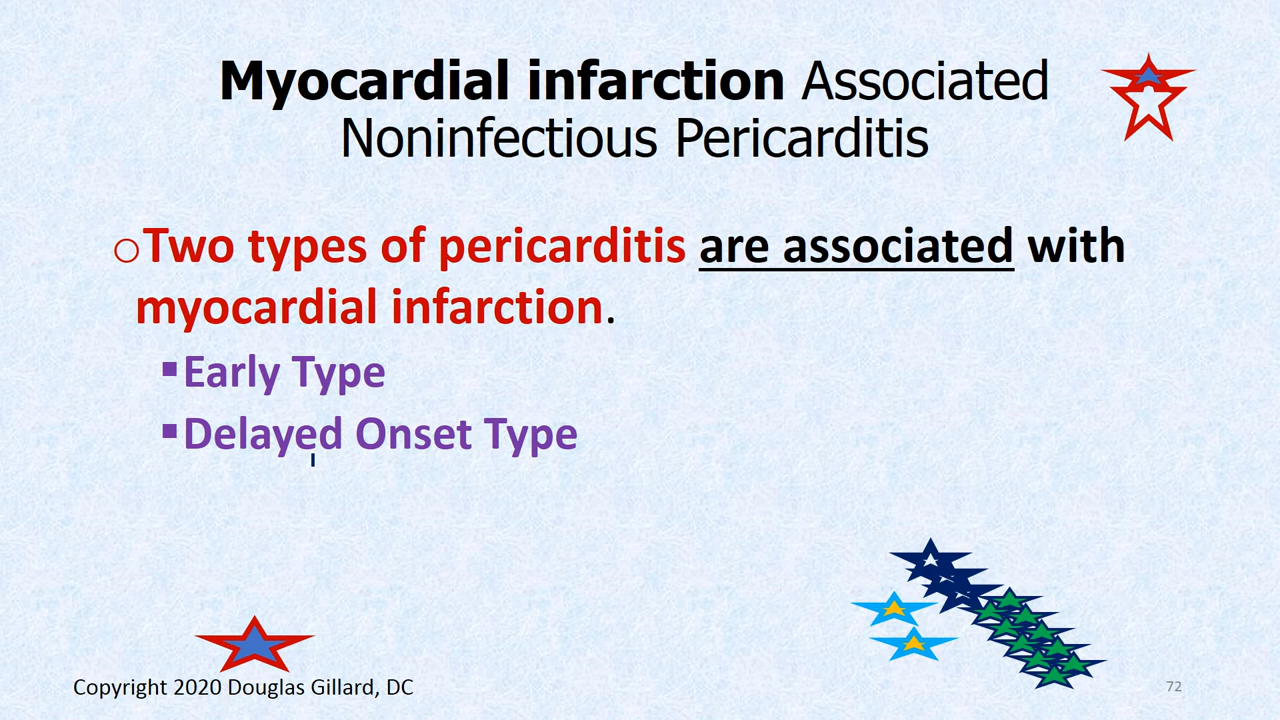 Myocardial infarction Associated
Noninfectious Pericarditis
○Two types of pericarditis are associated with
myocardial infarction.
▪Early Type
▪Delayed Onset Type
Copyright 2020 Douglas Gillard, DC
72